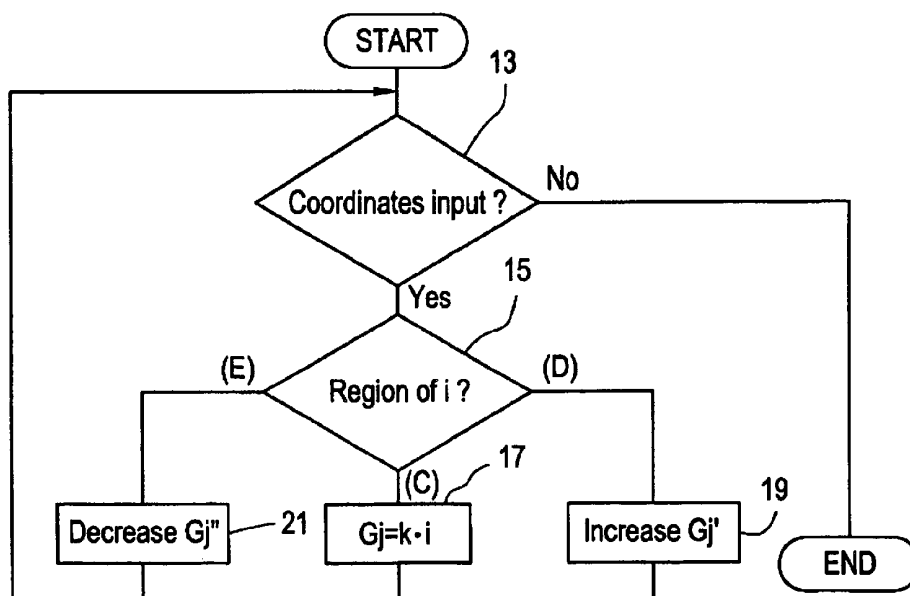 START
13
Coordinates input ?
No
Yes
15
(E)
Region of i ?
(D)
(C)
17
Decrease Gj"
21
Gj=k·i
Increase Gj'
19
END